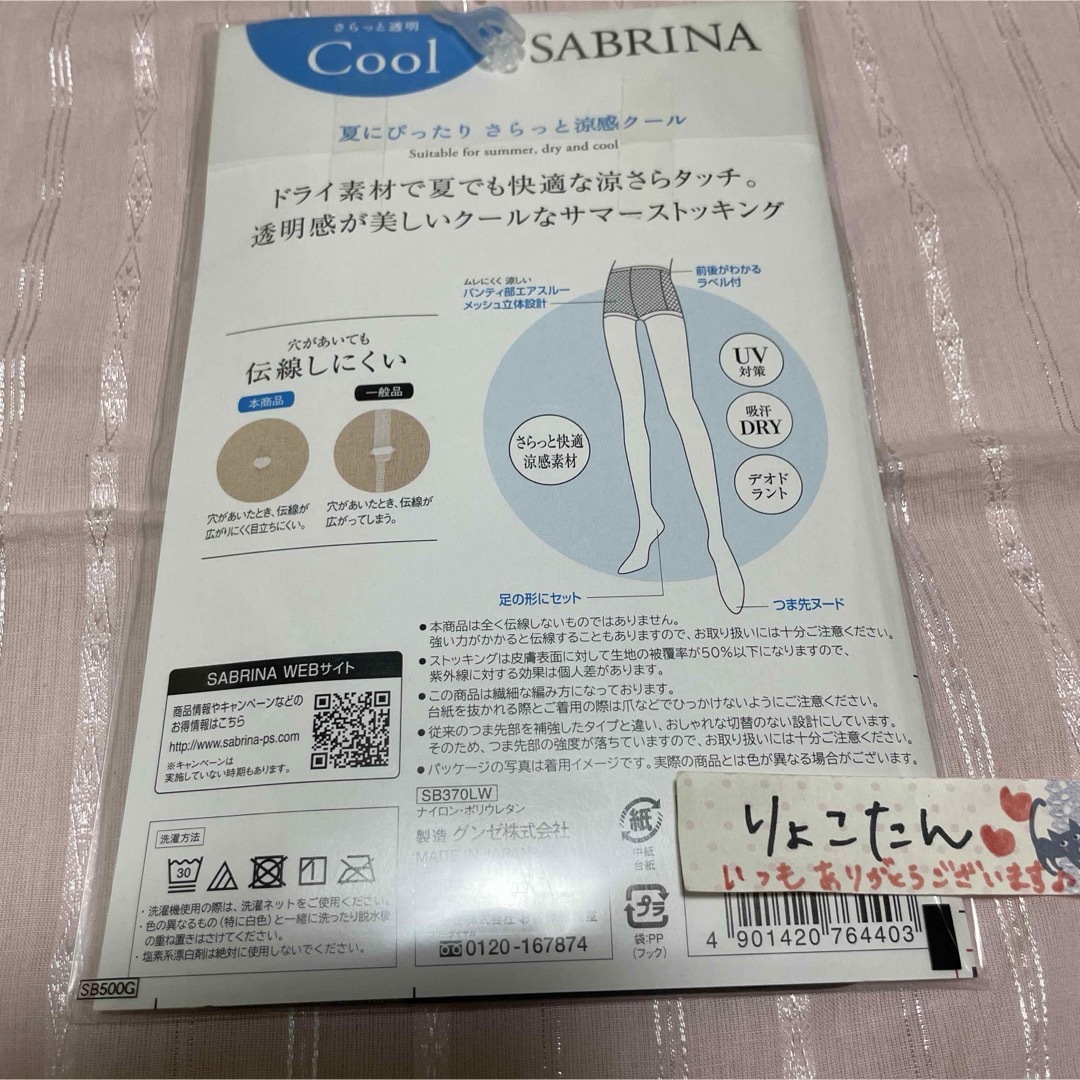 さらっと透明
Cool
SABRINA
夏にぴったり さらっと涼感クール
Suitable for summer, dry and cool
ドライ素材で夏でも快適な涼さらタッチ。
透明感が美しいクールなサマーストッキング
ムレにくく 涼しい
パンティ部エアスルー
メッシュ立体設計
前後がわかる
ラベル付
穴があいても
伝線しにくい
本商品
一般品
穴があいたとき、伝線が
広がりにくく目立ちにくい。
穴があいたとき、伝線が
広がってしまう。
UV
対策
吸汗
DRY
デオド
ラント
さらっと快適
涼感素材
足の形にセット
つま先ヌード
●本商品は全く伝線しないものではありません。
強い力がかかると伝線することもありますので、お取り扱いには十分ご注意ください。
●ストッキングは皮膚表面に対して生地の被覆率が50%以下になりますので、
紫外線に対する効果は個人差があります。
●この商品は繊細な編み方になっております。
台紙を抜かれる際とご着用の際は爪などでひっかけないようにご注意ください。
●従来のつま先部を補強したタイプと違い、おしゃれな切替のない設計にしています。
そのため、つま先部の強度が落ちていますので、お取り扱いには十分ご注意ください。
●パッケージの写真は着用イメージです。実際の商品とは色が異なる場合がございます。
SABRINA WEBサイト
商品情報やキャンペーンなどの
お得情報はこちら
http://www.sabrina-ps.com
※キャンペーンは
実施していない時期もあります。
SB370LW
ナイロン・ポリウレタン
製造 グンゼ株式会社
MADE IN JAPAN
紙
中紙
台紙
プラ
袋:PP
(フック)
洗濯方法
30
・洗濯機使用の際は、洗濯ネットをご使用ください。
・色の異なるもの(特に白色)と一緒に洗ったり脱水後
の重ね置きはさけてください。
・塩素系漂白剤は絶対に使用しないでください。
0120-167874
4 901420 764403
SB500G
りょこたん
いつもありがとうございます♪